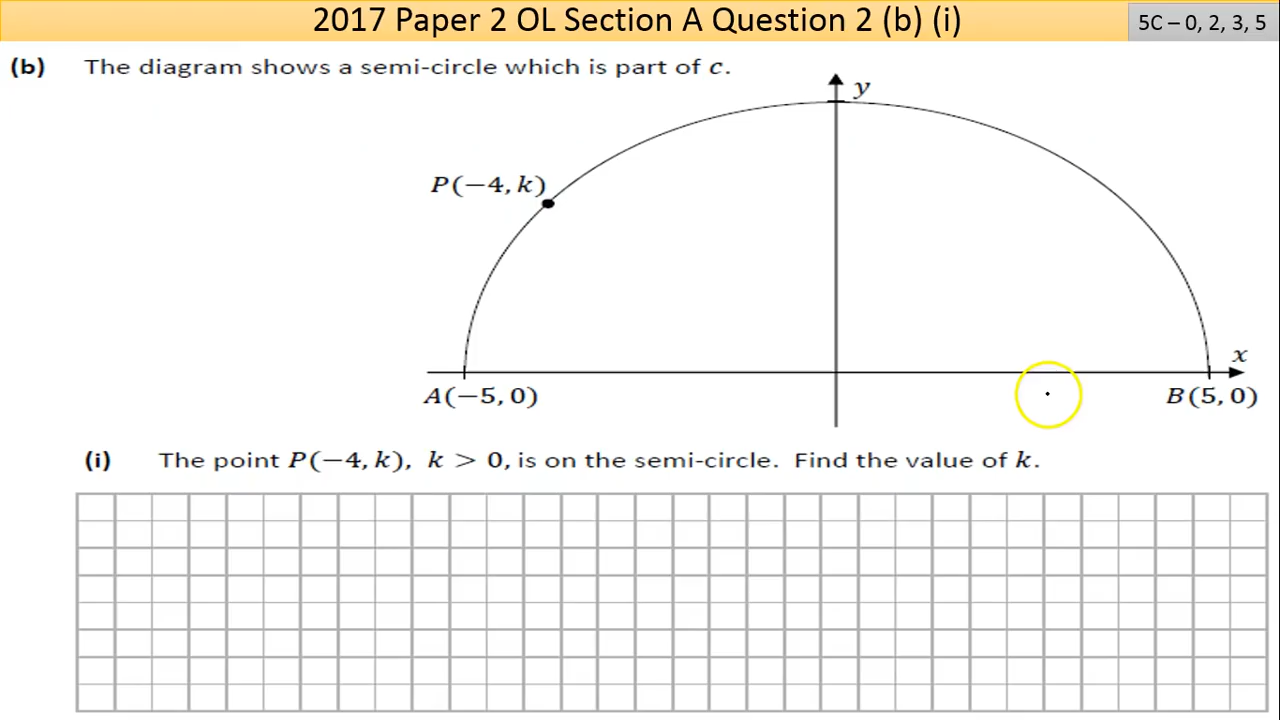 2017 Paper 2 OL Section A Question 2 (b) (i)
5C – 0, 2, 3, 5
(b) The diagram shows a semi-circle which is part of c.
y
P(−4, k)
x
A(−5, 0)
B(5, 0)
(i) The point P(−4, k), k > 0, is on the semi-circle. Find the value of k.